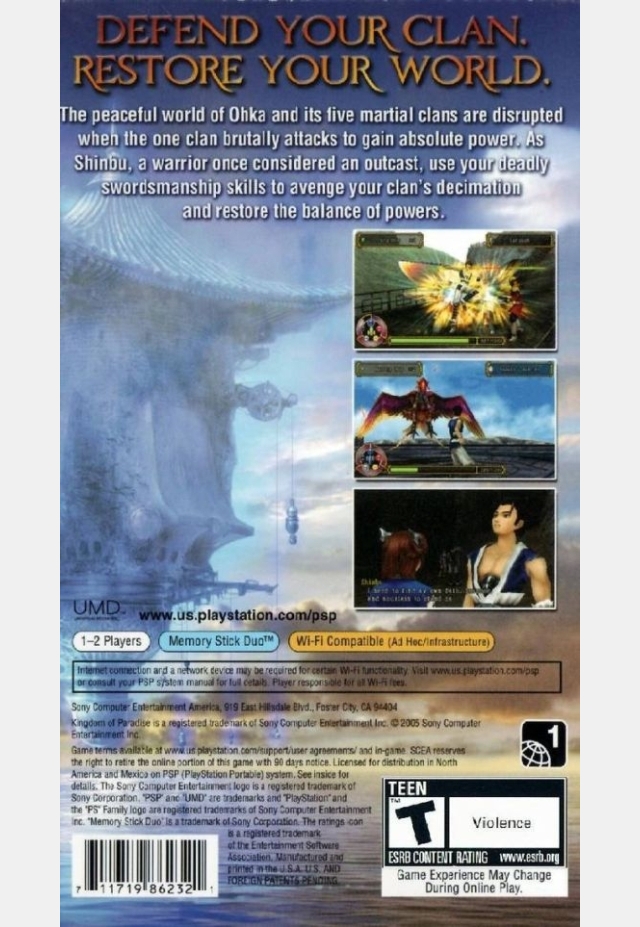 DEFEND YOUR CLAN.
RESTORE YOUR WORLD.
The peaceful world of Ohka and its five martial clans are disrupted
when the one clan brutally attacks to gain absolute power. As
Shinbu, a warrior once considered an outcast, use your deadly
swordsmanship skills to avenge your clan's decimation
and restore the balance of powers.
Shinbu
UMD™
www.us.playstation.com/psp
1–2 Players
Memory Stick Duo™
Wi-Fi Compatible (Ad Hoc/Infrastructure)
Internet connection and a network device may be required for certain Wi-Fi functionality. Visit www.us.playstation.com/psp
or consult your PSP system manual for full details. Player responsible for all Wi-Fi fees.
Sony Computer Entertainment America, 919 East Hillsdale Blvd., Foster City, CA 94404
Kingdom of Paradise is a registered trademark of Sony Computer Entertainment Inc. © 2005 Sony Computer
Entertainment Inc.
Game terms available at www.us.playstation.com/support/user agreements/ and in-game. SCEA reserves
the right to retire the online portion of this game with 90 days notice. Licensed for distribution in North
America and Mexico on PSP (PlayStation Portable) system. See inside for
details. The Sony Computer Entertainment logo is a registered trademark of
Sony Corporation. "PSP" and "UMD" are trademarks and "PlayStation" and
the "PS" Family logo are registered trademarks of Sony Computer Entertainment
Inc. "Memory Stick Duo" is a trademark of Sony Corporation. The ratings icon
is a registered trademark
of the Entertainment Software
Association. Manufactured and
printed in the U.S.A. U.S. AND
FOREIGN PATENTS PENDING.
1
TEEN
T™
Violence
ESRB CONTENT RATING www.esrb.org
Game Experience May Change
During Online Play.
7 11719 86232 1